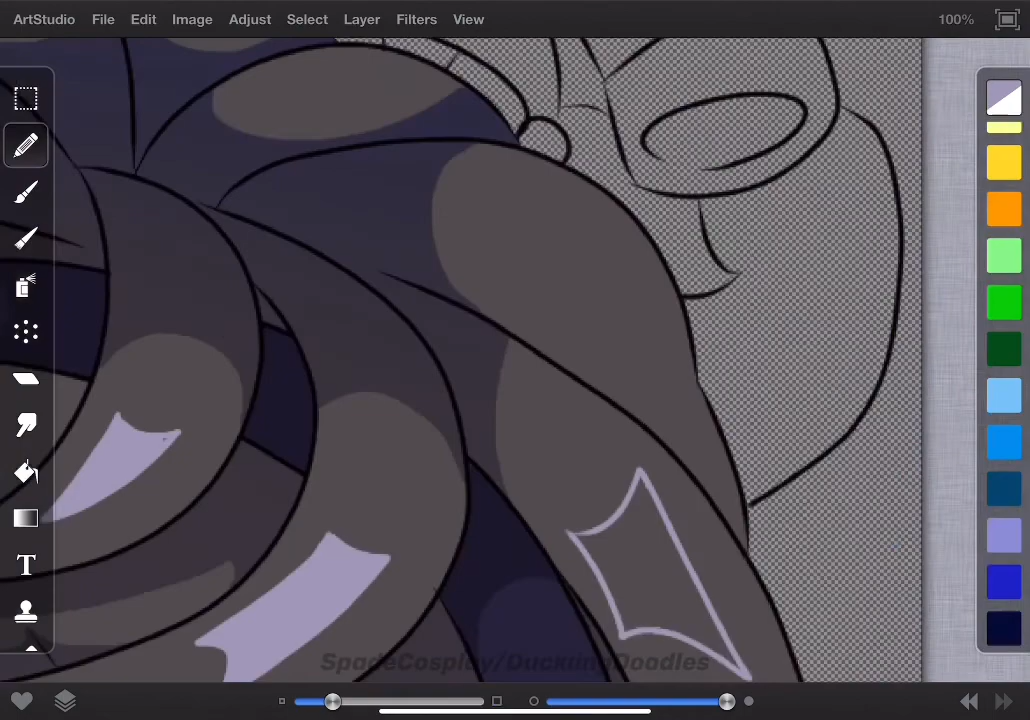 ArtStudio File Edit Image Adjust Select Layer Filters View 100%
T
SpadeCosplay/DucklingDoodles